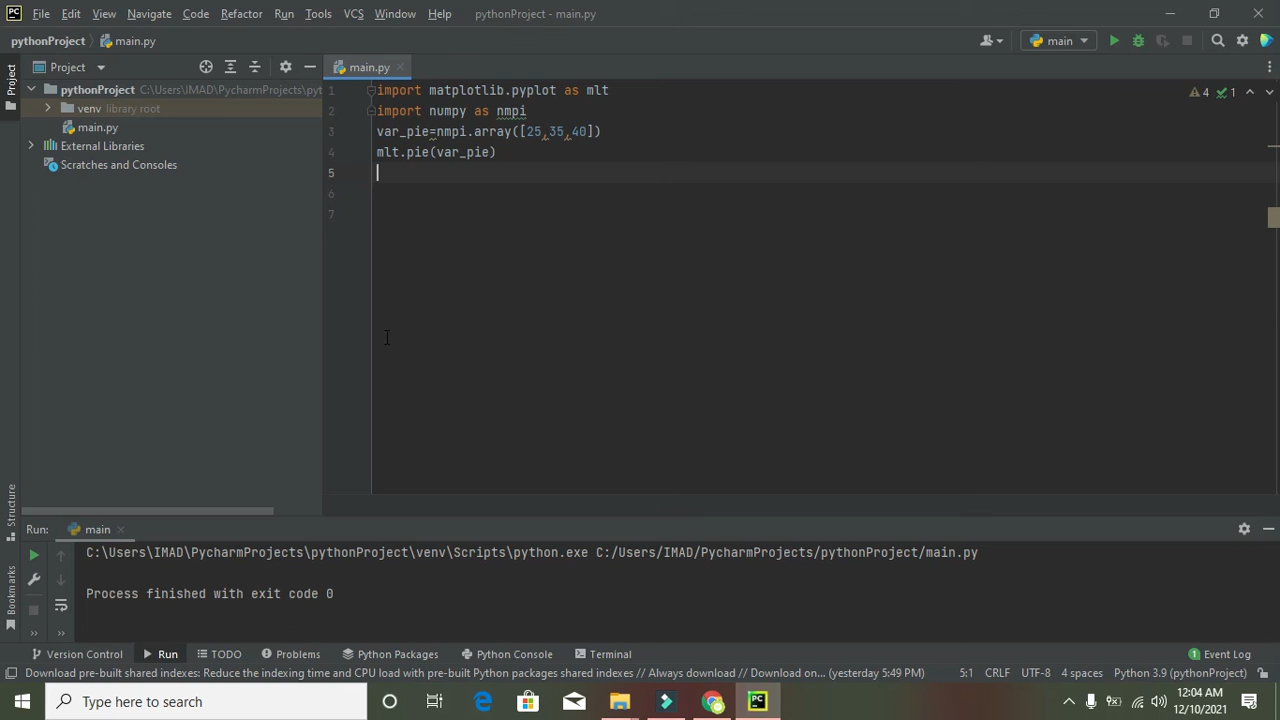 PC File Edit View Navigate Code Refactor Run Tools VCS Window Help pythonProject - main.py
pythonProject main.py main
Project main.py
pythonProject C:\Users\IMAD\PycharmProjects\pyt
venv library root
main.py
External Libraries
Scratches and Consoles
1 import matplotlib.pyplot as mlt
2 import numpy as nmpi
3 var_pie=nmpi.array([25,35,40])
4 mlt.pie(var_pie)
5
6
7
4 1
Project
Structure
Bookmarks
Run: main
C:\Users\IMAD\PycharmProjects\pythonProject\venv\Scripts\python.exe C:/Users/IMAD/PycharmProjects/pythonProject/main.py
Process finished with exit code 0
Version Control Run TODO Problems Python Packages Python Console Terminal Event Log
Download pre-built shared indexes: Reduce the indexing time and CPU load with pre-built Python packages shared indexes // Always download // Download on... (yesterday 5:49 PM) 5:1 CRLF UTF-8 4 spaces Python 3.9 (pythonProject)
Type here to search PC 12:04 AM
12/10/2021